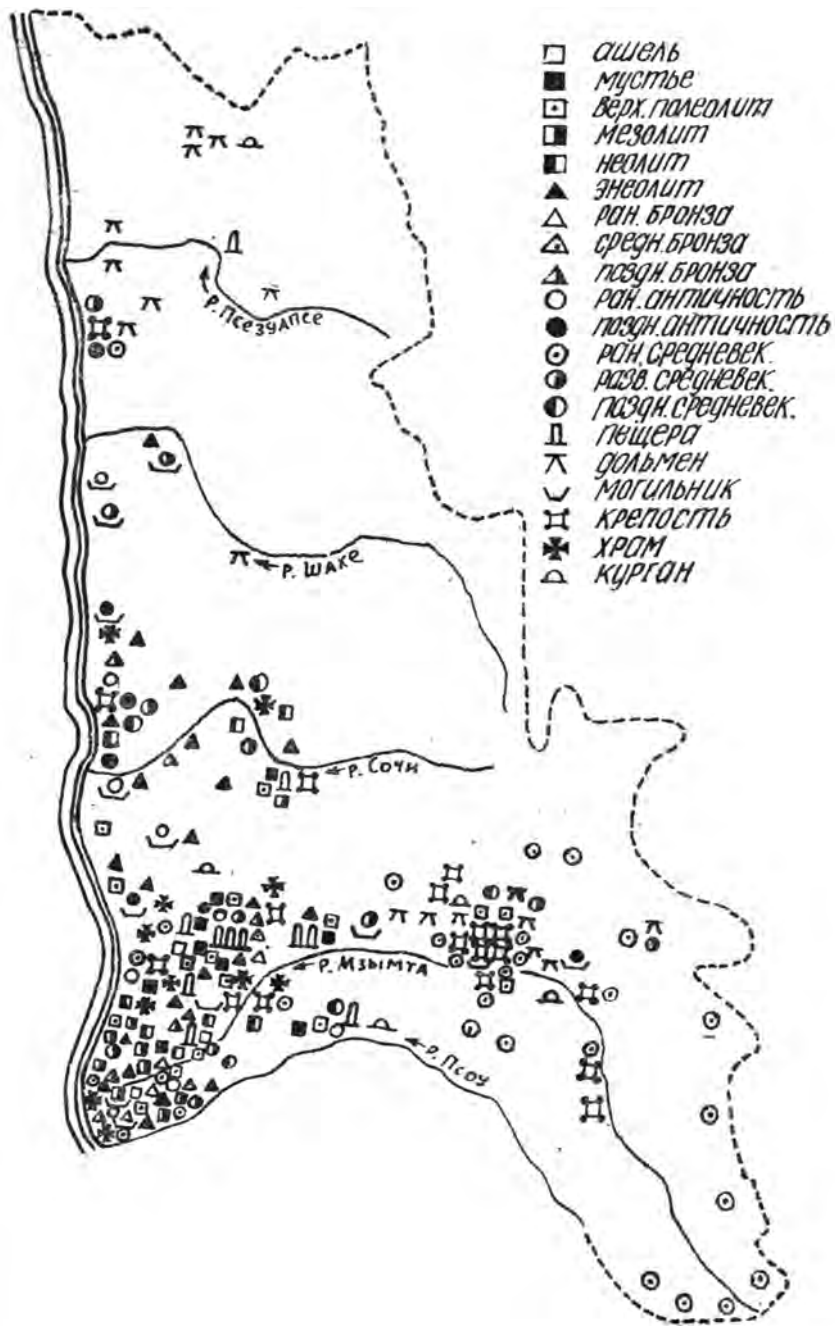 ашель
мустье
верх. палеолит
мезолит
неолит
энеолит
ран. бронза
средн. бронза
поздн. бронза
ран. античность
поздн. античность
ран. средневек.
разв. средневек.
поздн. средневек.
пещера
дольмен
могильник
крепость
храм
курган
р. Псезуапсе
р. Шахе
р. Сочи
р. Мзымта
р. Псоу